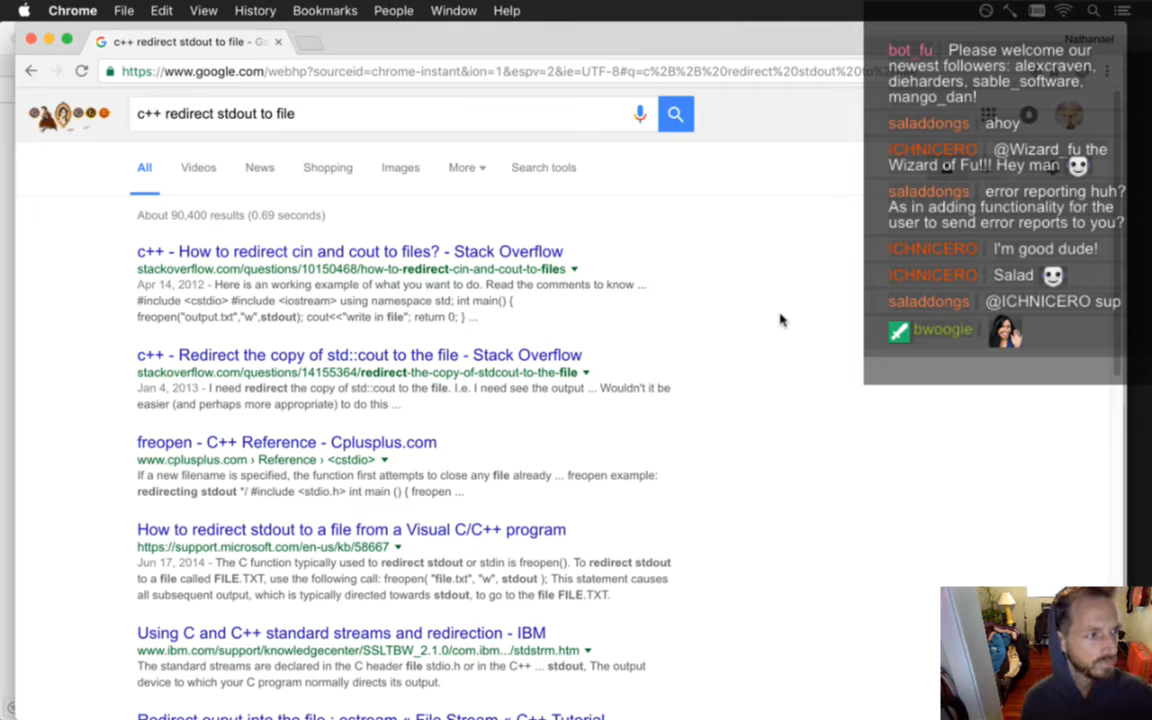 Chrome File Edit View History Bookmarks People Window Help
c++ redirect stdout to file - Go
Nathanael
https://www.google.com/webhp?sourceid=chrome-instant&ion=1&espv=2&ie=UTF-8#q=c%2B%2B%20redirect%20stdout%20to%
c++ redirect stdout to file
All Videos News Shopping Images More Search tools
About 90,400 results (0.69 seconds)
c++ - How to redirect cin and cout to files? - Stack Overflow
stackoverflow.com/questions/10150468/how-to-redirect-cin-and-cout-to-files
Apr 14, 2012 - Here is an working example of what you want to do. Read the comments to know ...
#include <cstdio> #include <iostream> using namespace std; int main() {
freopen("output.txt","w",stdout); cout<<"write in file"; return 0; } ...
c++ - Redirect the copy of std::cout to the file - Stack Overflow
stackoverflow.com/questions/14155364/redirect-the-copy-of-stdcout-to-the-file
Jan 4, 2013 - I need redirect the copy of std::cout to the file. I.e. I need see the output ... Wouldn't it be
easier (and perhaps more appropriate) to do this ...
freopen - C++ Reference - Cplusplus.com
www.cplusplus.com › Reference › <cstdio>
If a new filename is specified, the function first attempts to close any file already ... freopen example:
redirecting stdout */ #include <stdio.h> int main () { freopen ...
How to redirect stdout to a file from a Visual C/C++ program
https://support.microsoft.com/en-us/kb/58667
Jun 17, 2014 - The C function typically used to redirect stdout or stdin is freopen(). To redirect stdout
to a file called FILE.TXT, use the following call: freopen( "file.txt", "w", stdout ); This statement causes
all subsequent output, which is typically directed towards stdout, to go to the file FILE.TXT.
Using C and C++ standard streams and redirection - IBM
www.ibm.com/support/knowledgecenter/SSLTBW_2.1.0/com.ibm.../stdstrm.htm
The standard streams are declared in the C header file stdio.h or in the C++ ... stdout. The output
device to which your C program normally directs its output.
Redirect ouput into the file : ostream « File Stream « C++ Tutorial
bot_fu Please welcome our
newest followers: alexcraven,
dieharders, sable_software,
mango_dan!
saladdongs ahoy
ICHNICERO @Wizard_fu the
Wizard of Fu!!! Hey man
saladdongs error reporting huh?
As in adding functionality for the
user to send error reports to you?
ICHNICERO I'm good dude!
ICHNICERO Salad
saladdongs @ICHNICERO sup
bwoogie